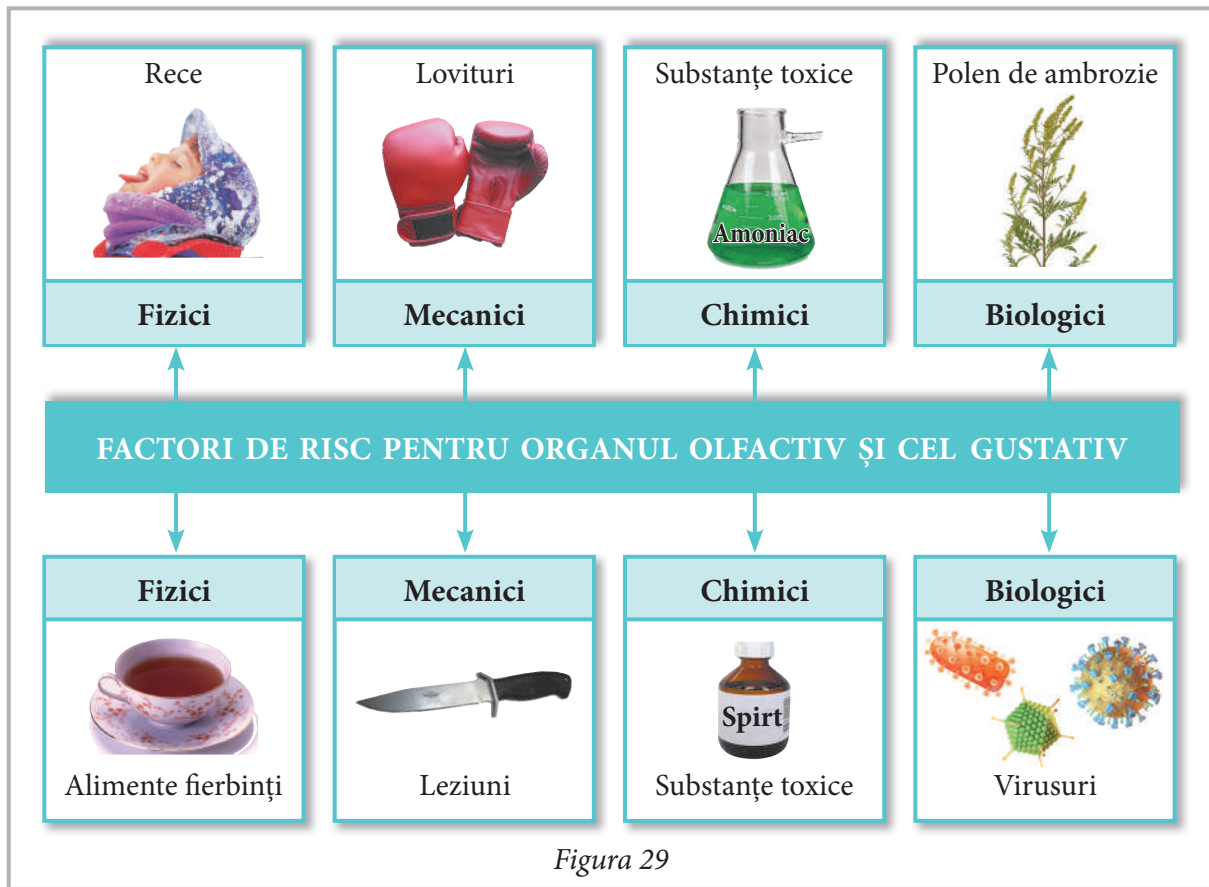 Rece
Lovituri
Substanțe toxice
Polen de ambrozie
Amoniac
Fizici
Mecanici
Chimici
Biologici
FACTORI DE RISC PENTRU ORGANUL OLFACTIV ȘI CEL GUSTATIV
Fizici
Mecanici
Chimici
Biologici
Spirt
Alimente fierbinți
Leziuni
Substanțe toxice
Virusuri
Figura 29